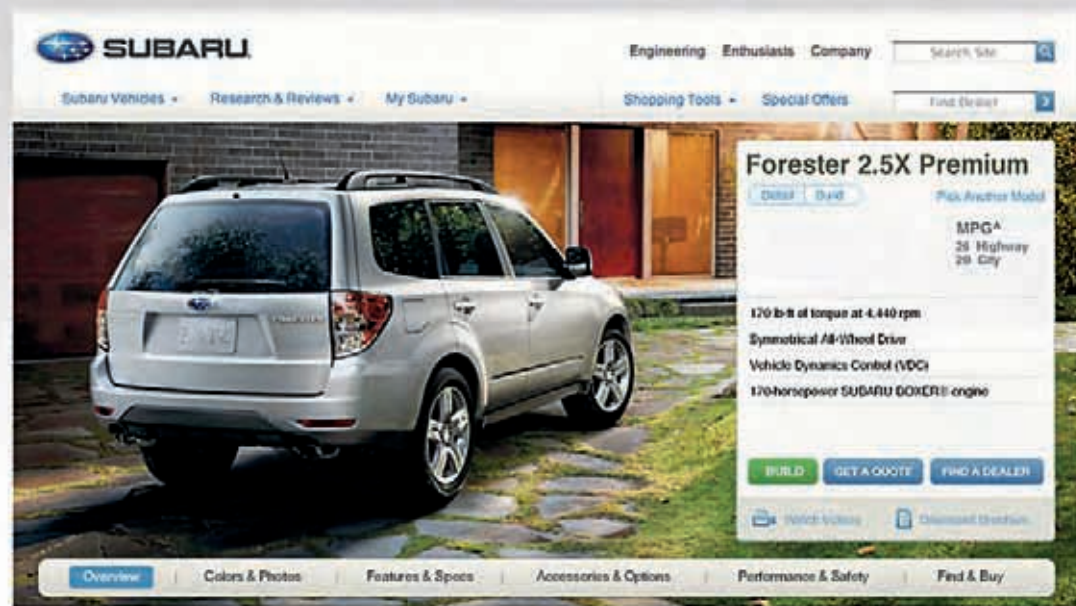 SUBARU
Engineering Enthusiasts Company Search Site
Subaru Vehicles Research & Reviews My Subaru Shopping Tools Special Offers Find Dealer
Forester 2.5X Premium
Detail Build Pick Another Model
MPG^
26 Highway
20 City
170 lb-ft of torque at 4,440 rpm
Symmetrical All-Wheel Drive
Vehicle Dynamics Control (VDC)
170-horsepower SUBARU BOXER® engine
BUILD GET A QUOTE FIND A DEALER
Watch Videos Download Brochure
Overview Colors & Photos Features & Specs Accessories & Options Performance & Safety Find & Buy